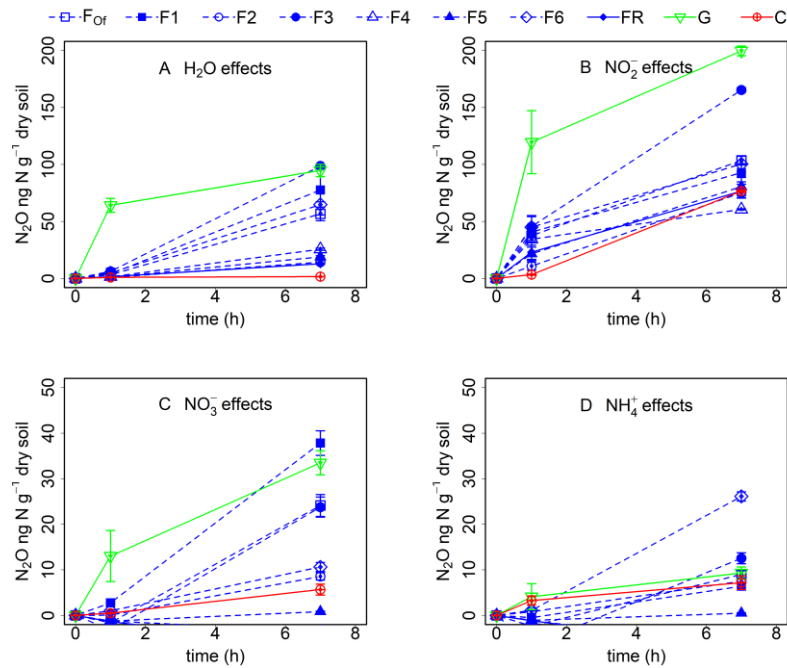 F_Of F1 F2 F3 F4 F5 F6 FR G C
A H₂O effects
N₂O ng N g⁻¹ dry soil
200
150
100
50
0
0 2 4 6 8
time (h)
B NO₂⁻ effects
N₂O ng N g⁻¹ dry soil
200
150
100
50
0
0 2 4 6 8
time (h)
C NO₃⁻ effects
N₂O ng N g⁻¹ dry soil
50
40
30
20
10
0
0 2 4 6 8
time (h)
D NH₄⁺ effects
N₂O ng N g⁻¹ dry soil
50
40
30
20
10
0
0 2 4 6 8
time (h)